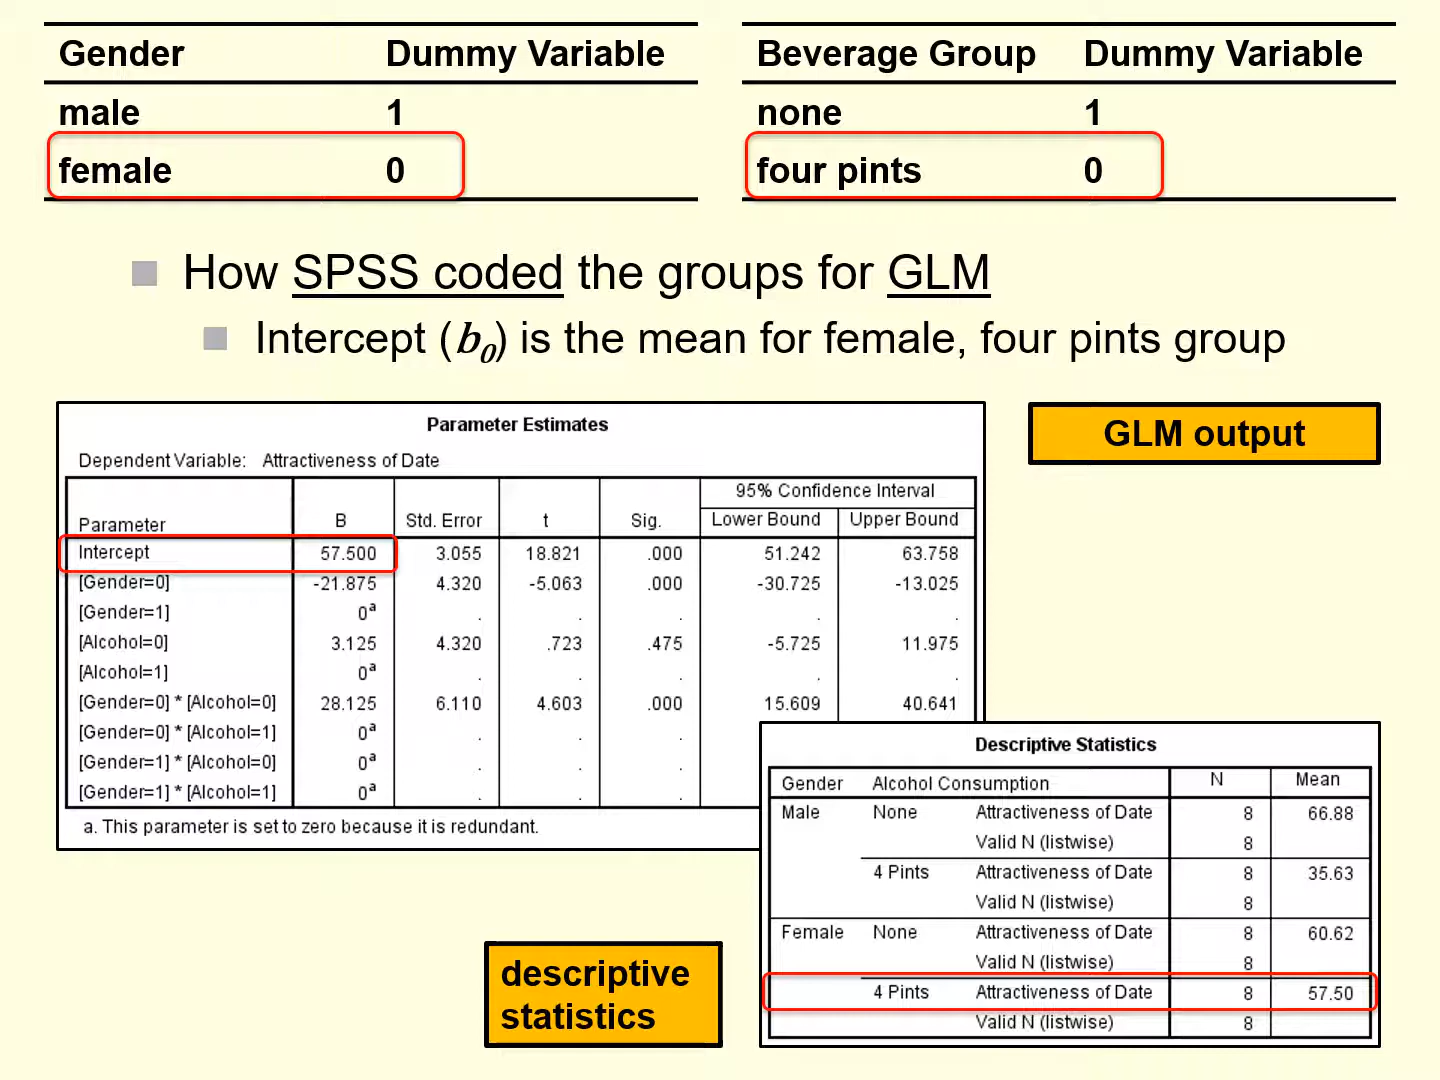 Gender Dummy Variable
male 1
female 0
Beverage Group Dummy Variable
none 1
four pints 0
How SPSS coded the groups for GLM
Intercept (b0) is the mean for female, four pints group
GLM output
Parameter Estimates
Dependent Variable: Attractiveness of Date
95% Confidence Interval
Parameter B Std. Error t Sig. Lower Bound Upper Bound
Intercept 57.500 3.055 18.821 .000 51.242 63.758
[Gender=0] -21.875 4.320 -5.063 .000 -30.725 -13.025
[Gender=1] 0a . . . . .
[Alcohol=0] 3.125 4.320 .723 .475 -5.725 11.975
[Alcohol=1] 0a . . . . .
[Gender=0] * [Alcohol=0] 28.125 6.110 4.603 .000 15.609 40.641
[Gender=0] * [Alcohol=1] 0a . . .
[Gender=1] * [Alcohol=0] 0a . . .
[Gender=1] * [Alcohol=1] 0a . . .
a. This parameter is set to zero because it is redundant.
descriptive
statistics
Descriptive Statistics
Gender Alcohol Consumption N Mean
Male None Attractiveness of Date 8 66.88
Valid N (listwise) 8
4 Pints Attractiveness of Date 8 35.63
Valid N (listwise) 8
Female None Attractiveness of Date 8 60.62
Valid N (listwise) 8
4 Pints Attractiveness of Date 8 57.50
Valid N (listwise) 8